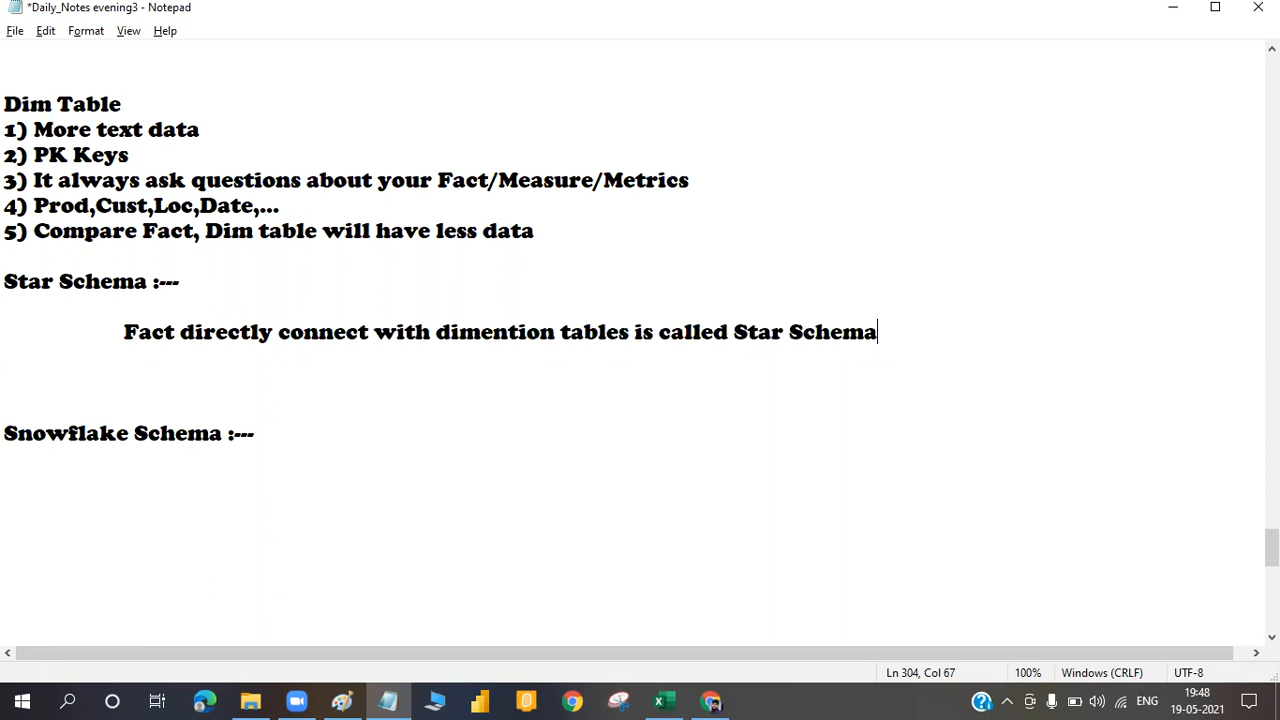 *Daily_Notes evening3 - Notepad
File Edit Format View Help
Dim Table
1) More text data
2) PK Keys
3) It always ask questions about your Fact/Measure/Metrics
4) Prod,Cust,Loc,Date,...
5) Compare Fact, Dim table will have less data
Star Schema :---
Fact directly connect with dimention tables is called Star Schema
Snowflake Schema :---
Ln 304, Col 67 100% Windows (CRLF) UTF-8
ENG 19:48
19-05-2021